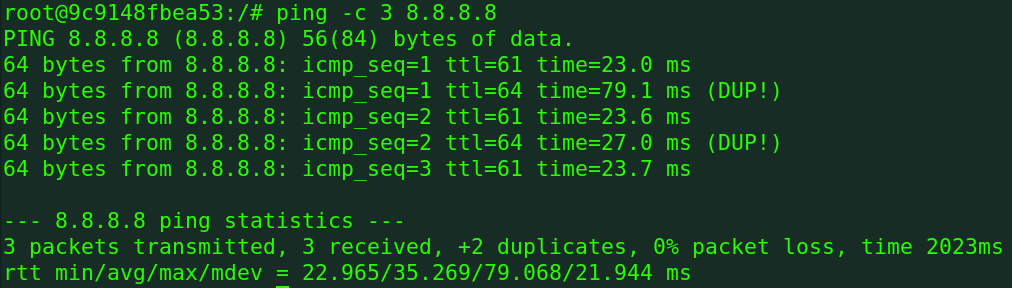 root@9c9148fbea53:/# ping -c 3 8.8.8.8
PING 8.8.8.8 (8.8.8.8) 56(84) bytes of data.
64 bytes from 8.8.8.8: icmp_seq=1 ttl=61 time=23.0 ms
64 bytes from 8.8.8.8: icmp_seq=1 ttl=64 time=79.1 ms (DUP!)
64 bytes from 8.8.8.8: icmp_seq=2 ttl=61 time=23.6 ms
64 bytes from 8.8.8.8: icmp_seq=2 ttl=64 time=27.0 ms (DUP!)
64 bytes from 8.8.8.8: icmp_seq=3 ttl=61 time=23.7 ms
--- 8.8.8.8 ping statistics ---
3 packets transmitted, 3 received, +2 duplicates, 0% packet loss, time 2023ms
rtt min/avg/max/mdev = 22.965/35.269/79.068/21.944 ms